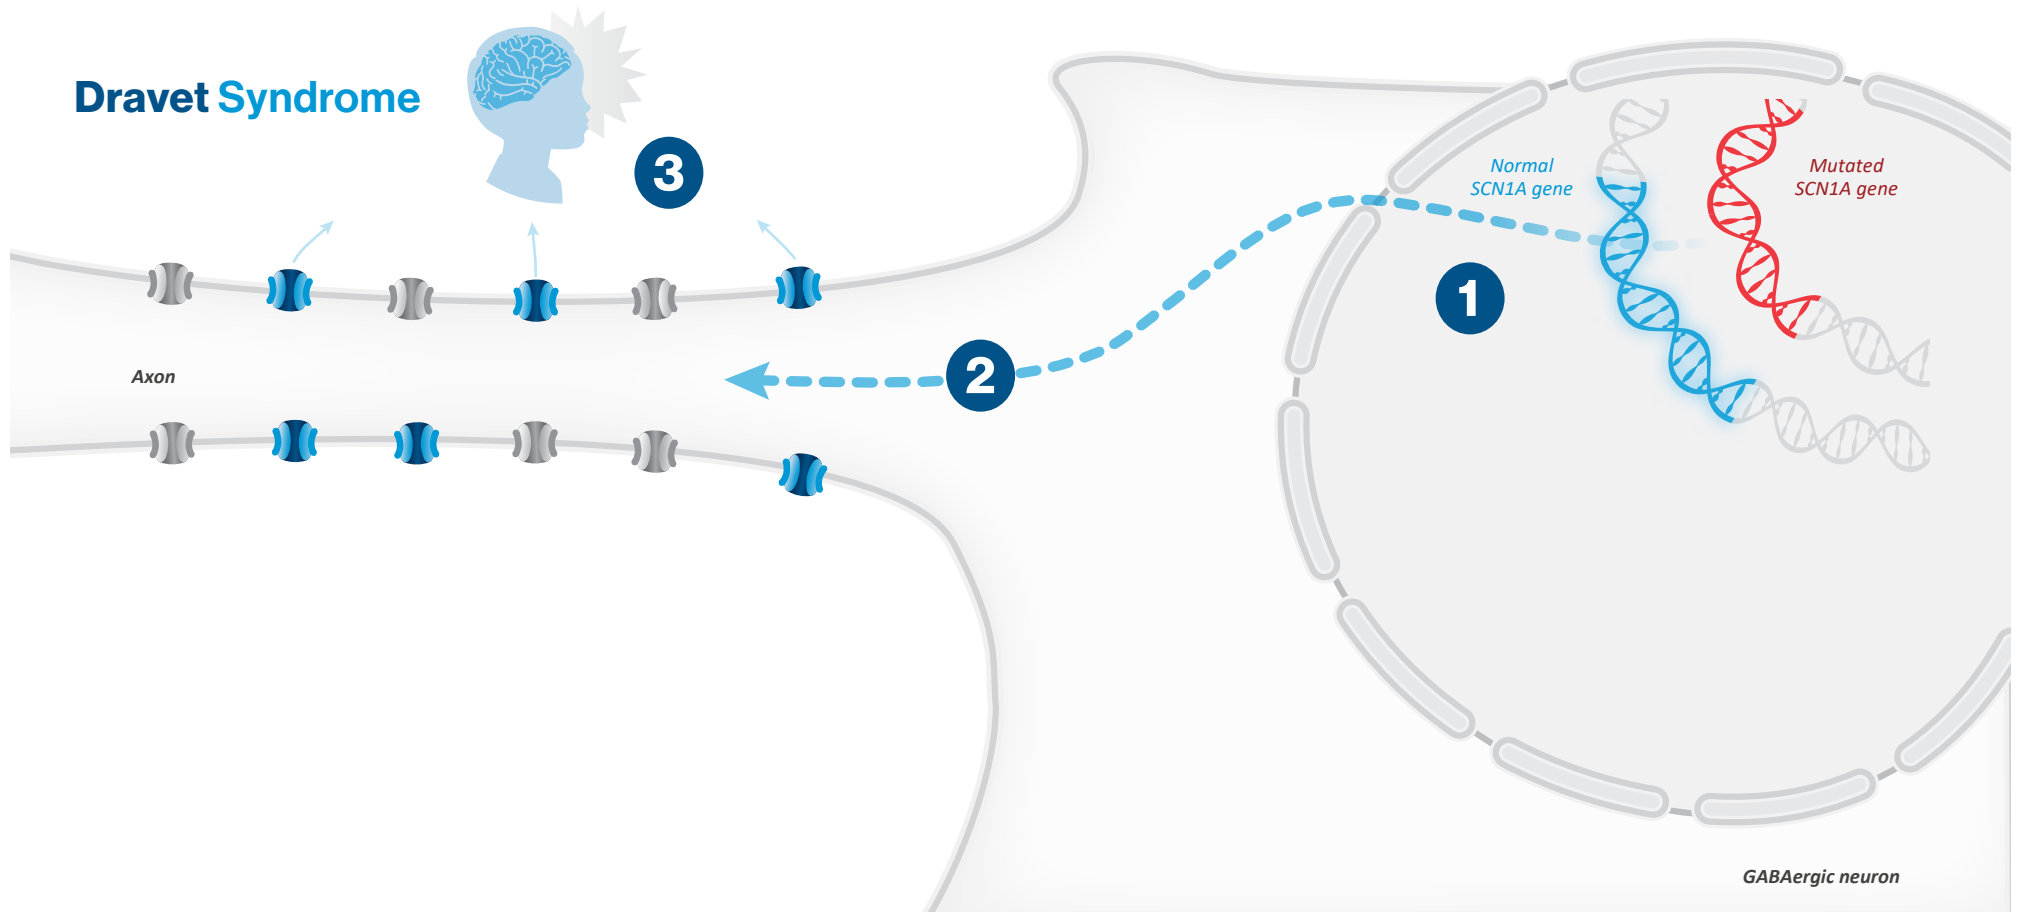 Dravet Syndrome
3
Normal
SCN1A gene
Mutated
SCN1A gene
1
2
Axon
GABAergic neuron